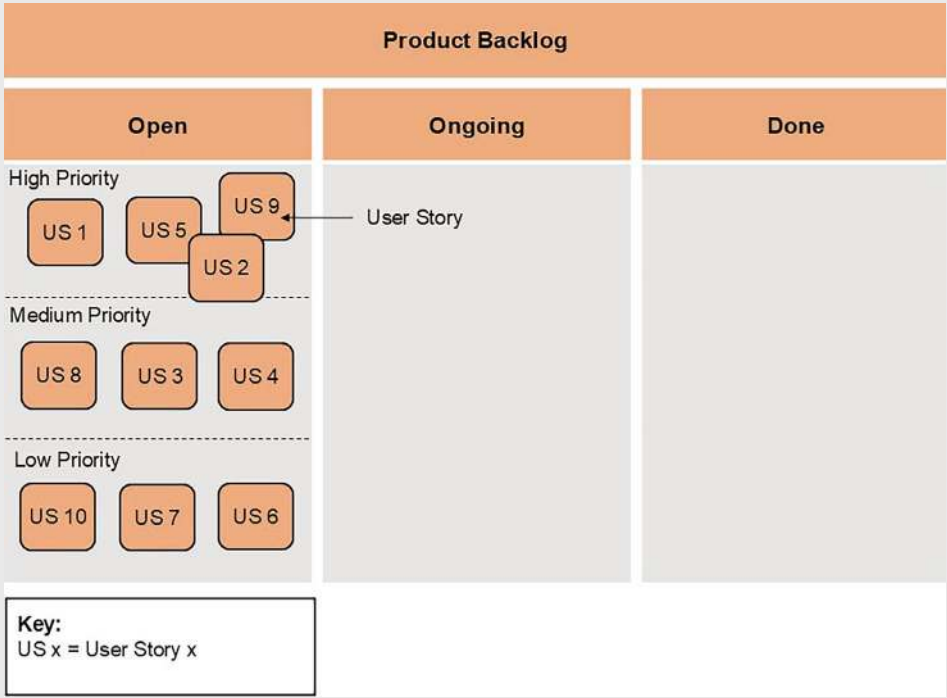 Product Backlog
Open
Ongoing
Done
High Priority
US 1
US 5
US 9
US 2
User Story
Medium Priority
US 8
US 3
US 4
Low Priority
US 10
US 7
US 6
Key:
US x = User Story x